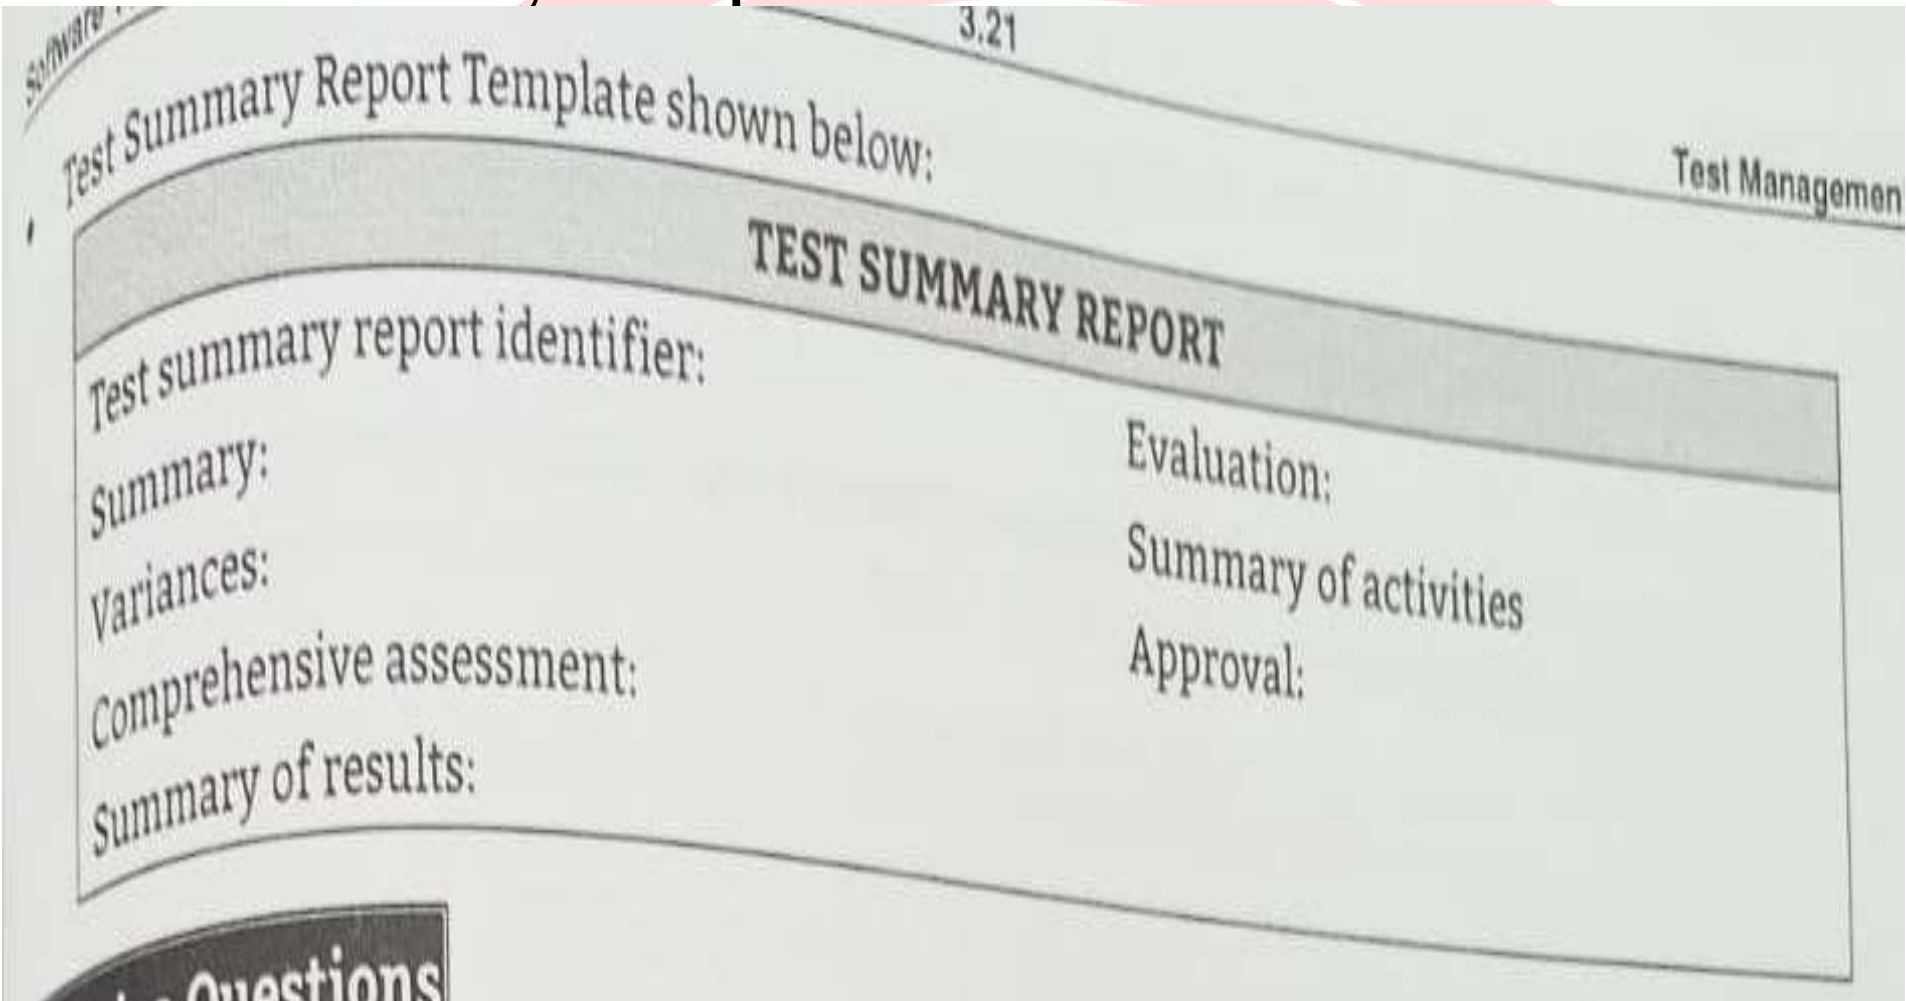 Software
3.21
Test Managemen
Test Summary Report Template shown below:
TEST SUMMARY REPORT
Test summary report identifier:
Summary:
Variances:
Comprehensive assessment:
Summary of results:
Evaluation:
Summary of activities
Approval:
Questions